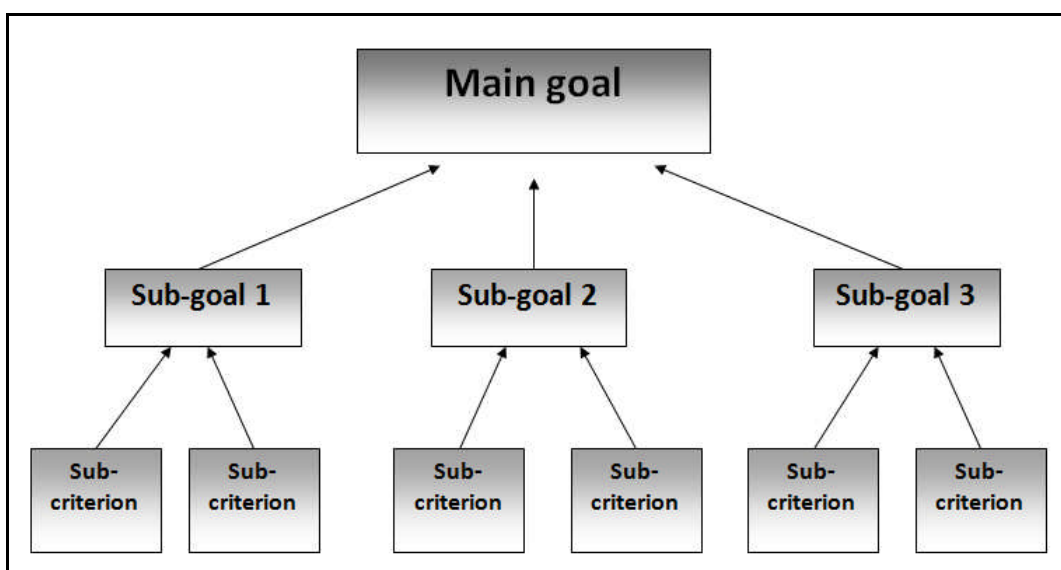 Main goal
Sub-goal 1
Sub-goal 2
Sub-goal 3
Sub-
criterion
Sub-
criterion
Sub-
criterion
Sub-
criterion
Sub-
criterion
Sub-
criterion